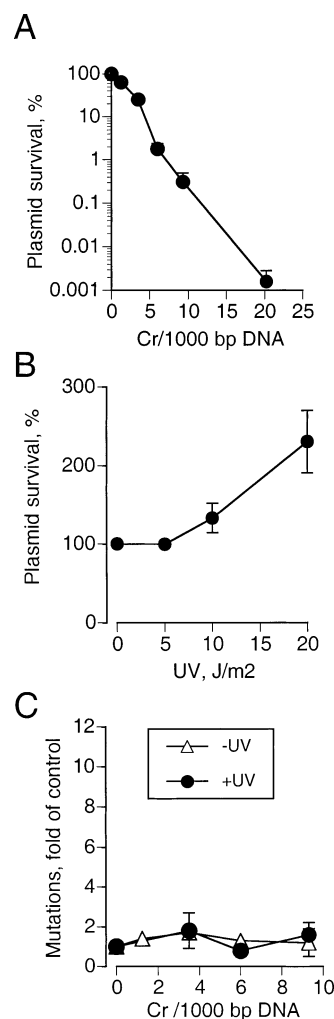 A
Plasmid survival, %
100
10
1
0.1
0.01
0.001
0 5 10 15 20 25
Cr/1000 bp DNA
B
Plasmid survival, %
300
200
100
0
0 5 10 15 20
UV, J/m2
C
Mutations, fold of control
12
10
8
6
4
2
0
-UV
+UV
0 2 4 6 8 10
Cr /1000 bp DNA